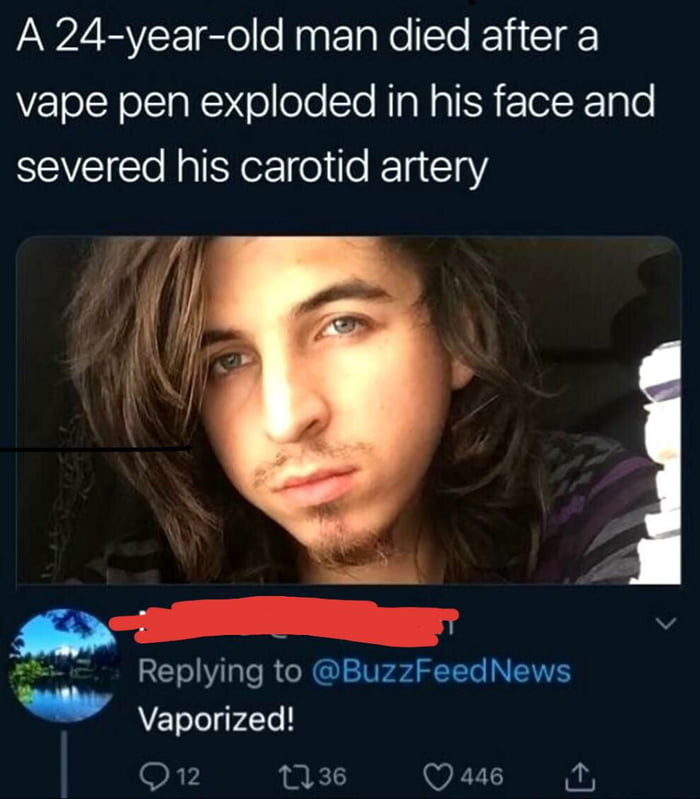 A 24-year-old man died after a
vape pen exploded in his face and
severed his carotid artery
Replying to @BuzzFeedNews
Vaporized!
12 36 446